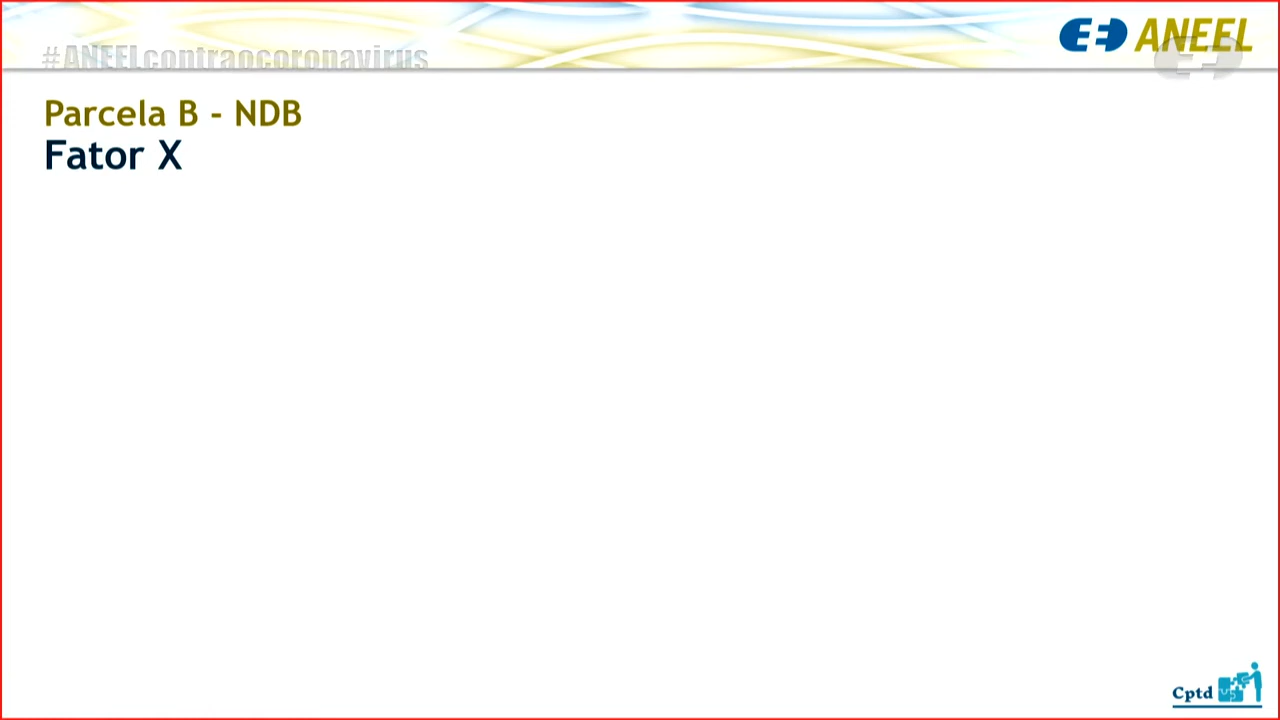 #ANEELcontraocoronavirus
ANEEL
Parcela B - NDB
Fator X
Cptd